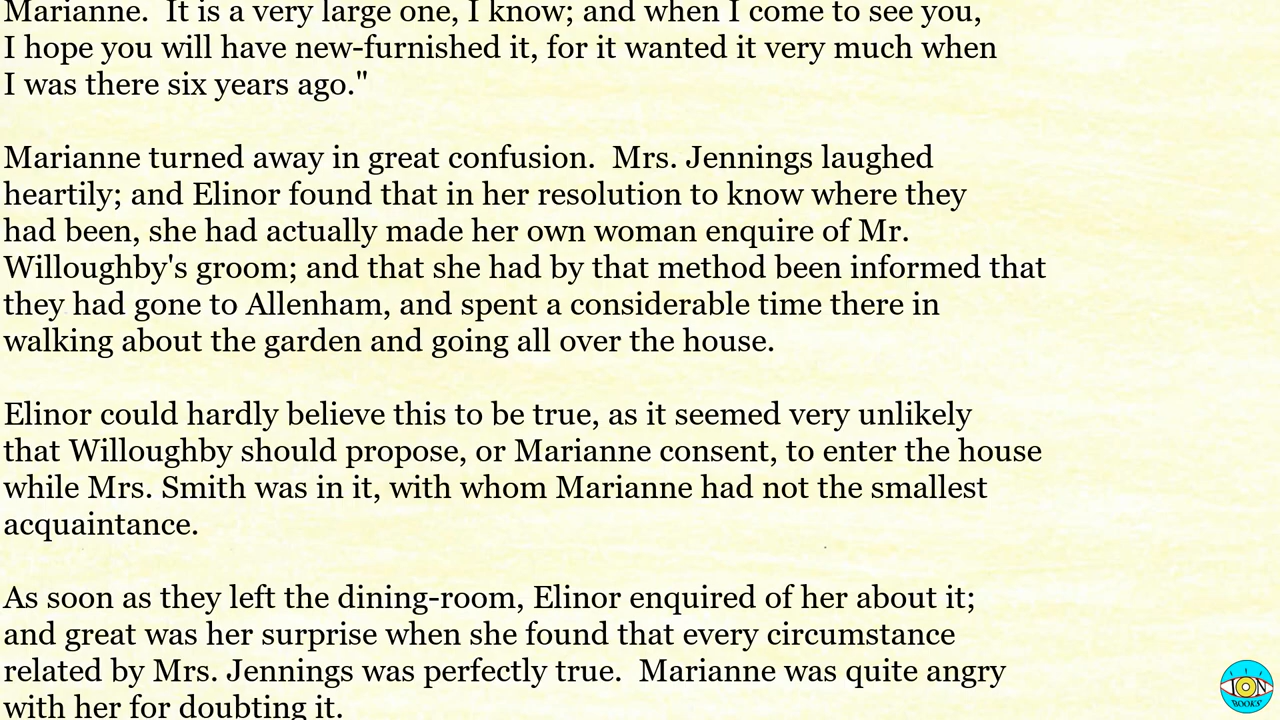 Marianne.  It is a very large one, I know; and when I come to see you,
I hope you will have new-furnished it, for it wanted it very much when
I was there six years ago."
Marianne turned away in great confusion.  Mrs. Jennings laughed
heartily; and Elinor found that in her resolution to know where they
had been, she had actually made her own woman enquire of Mr.
Willoughby's groom; and that she had by that method been informed that
they had gone to Allenham, and spent a considerable time there in
walking about the garden and going all over the house.
Elinor could hardly believe this to be true, as it seemed very unlikely
that Willoughby should propose, or Marianne consent, to enter the house
while Mrs. Smith was in it, with whom Marianne had not the smallest
acquaintance.
As soon as they left the dining-room, Elinor enquired of her about it;
and great was her surprise when she found that every circumstance
related by Mrs. Jennings was perfectly true.  Marianne was quite angry
with her for doubting it.
ION
BOOKS